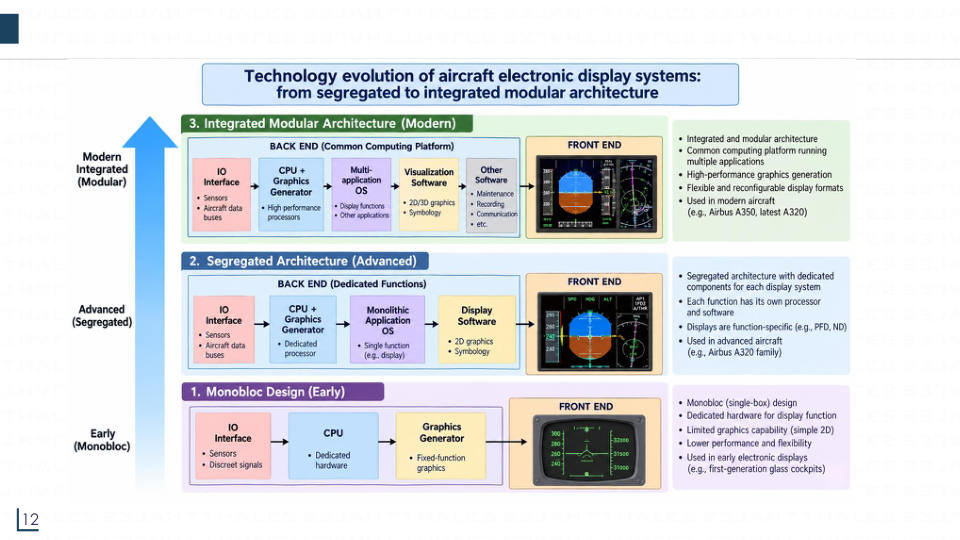 Technology evolution of aircraft electronic display systems:
from segregated to integrated modular architecture
Modern
Integrated
(Modular)
Advanced
(Segregated)
Early
(Monobloc)
3. Integrated Modular Architecture (Modern)
BACK END (Common Computing Platform)
IO
Interface
• Sensors
• Aircraft data
buses
CPU +
Graphics
Generator
• High performance
processors
Multi-
application
OS
• Display functions
• Other applications
Visualization
Software
• 2D/3D graphics
• Symbology
Other
Software
• Maintenance
• Recording
• Communication
• etc.
FRONT END
• Integrated and modular architecture
• Common computing platform running
multiple applications
• High-performance graphics generation
• Flexible and reconfigurable display formats
• Used in modern aircraft
(e.g., Airbus A350, latest A320)
2. Segregated Architecture (Advanced)
BACK END (Dedicated Functions)
IO
Interface
• Sensors
• Aircraft data
buses
CPU +
Graphics
Generator
• Dedicated
processor
Monolithic
Application
OS
• Single function
(e.g., display)
Display
Software
• 2D graphics
• Symbology
FRONT END
SPD HDG ALT
AP1
1FD2
A/THR
• Segregated architecture with dedicated
components for each display system
• Each function has its own processor
and software
• Displays are function-specific (e.g., PFD, ND)
• Used in advanced aircraft
(e.g., Airbus A320 family)
1. Monobloc Design (Early)
IO
Interface
• Sensors
• Discreet signals
CPU
• Dedicated
hardware
Graphics
Generator
• Fixed-function
graphics
FRONT END
300
300
280
260
240
32000
31500
31000
• Monobloc (single-box) design
• Dedicated hardware for display function
• Limited graphics capability (simple 2D)
• Lower performance and flexibility
• Used in early electronic displays
(e.g., first-generation glass cockpits)
12